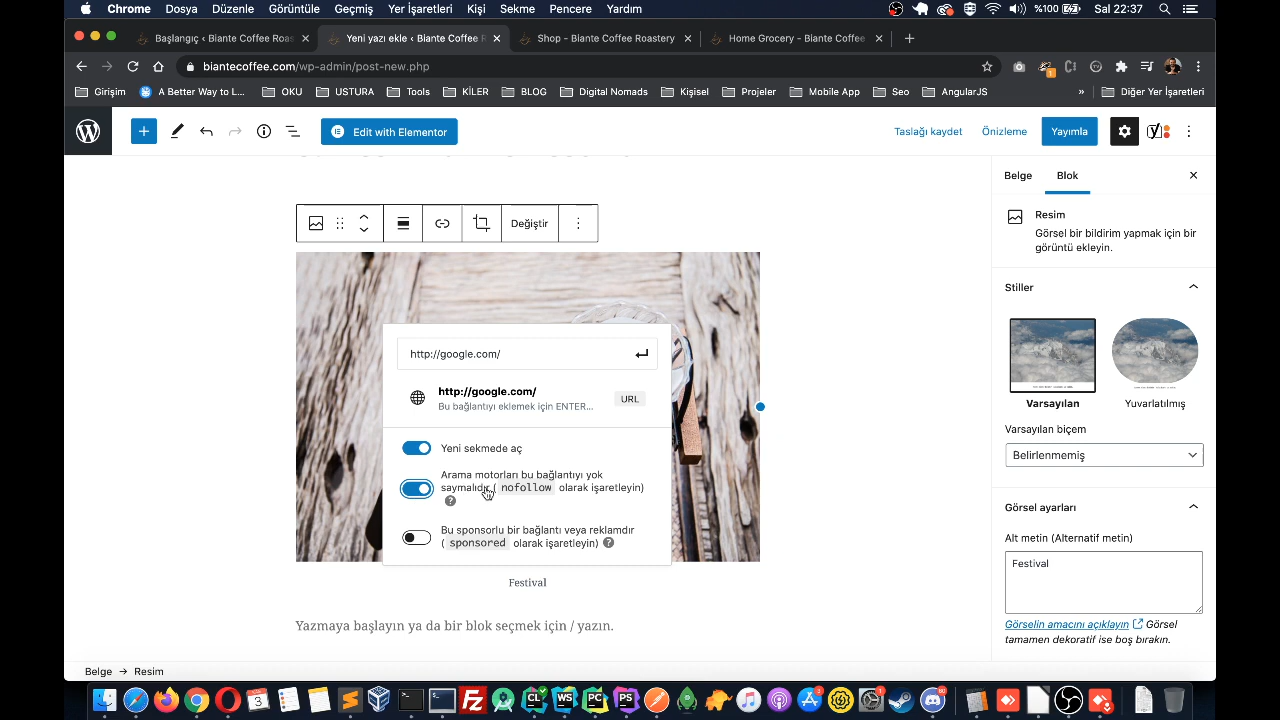 Chrome Dosya Düzenle Görüntüle Geçmiş Yer İşaretleri Kişi Sekme Pencere Yardım %100 Sal 22:37
Başlangıç ‹ Biante Coffee Roas
Yeni yazı ekle ‹ Biante Coffee R
Shop - Biante Coffee Roastery
Home Grocery - Biante Coffee
biantecoffee.com/wp-admin/post-new.php
Girişim A Better Way to L... OKU USTURA Tools KİLER BLOG Digital Nomads Kişisel Projeler Mobile App Seo AngularJS » Diğer Yer İşaretleri
Edit with Elementor
Taslağı kaydet Önizleme Yayımla
Belge Blok
Değiştir
Resim
Görsel bir bildirim yapmak için bir
görüntü ekleyin.
Stiller
Varsayılan Yuvarlatılmış
Varsayılan biçem
Belirlenmemiş
Görsel ayarları
Alt metin (Alternatif metin)
Festival
Görselin amacını açıklayın Görsel
tamamen dekoratif ise boş bırakın.
http://google.com/
http://google.com/
Bu bağlantıyı eklemek için ENTER...
URL
Yeni sekmede aç
Arama motorları bu bağlantıyı yok
saymalıdır ( nofollow olarak işaretleyin)
Bu sponsorlu bir bağlantı veya reklamdır
( sponsored olarak işaretleyin)
Festival
Yazmaya başlayın ya da bir blok seçmek için / yazın.
Belge → Resim
3 CL WS PC PS